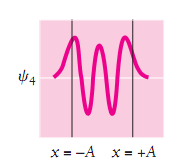 ψ₄
x = −A x = +A